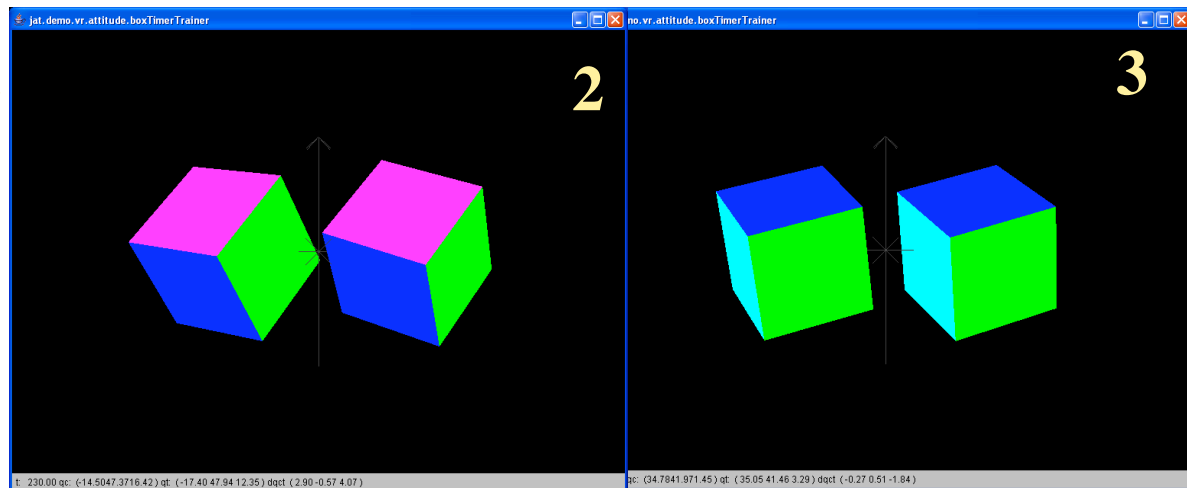 jat.demo.vr.attitude.boxTimerTrainer
no.vr.attitude.boxTimerTrainer
2
3
t: 230.00 qc: (-14.5047.3716.42) qt: (-17.40 47.94 12.35) dqct (2.90 -0.57 4.07)
qc: (34.7841.971.45) qt: (35.05 41.46 3.29) dqct (-0.27 0.51 -1.84)